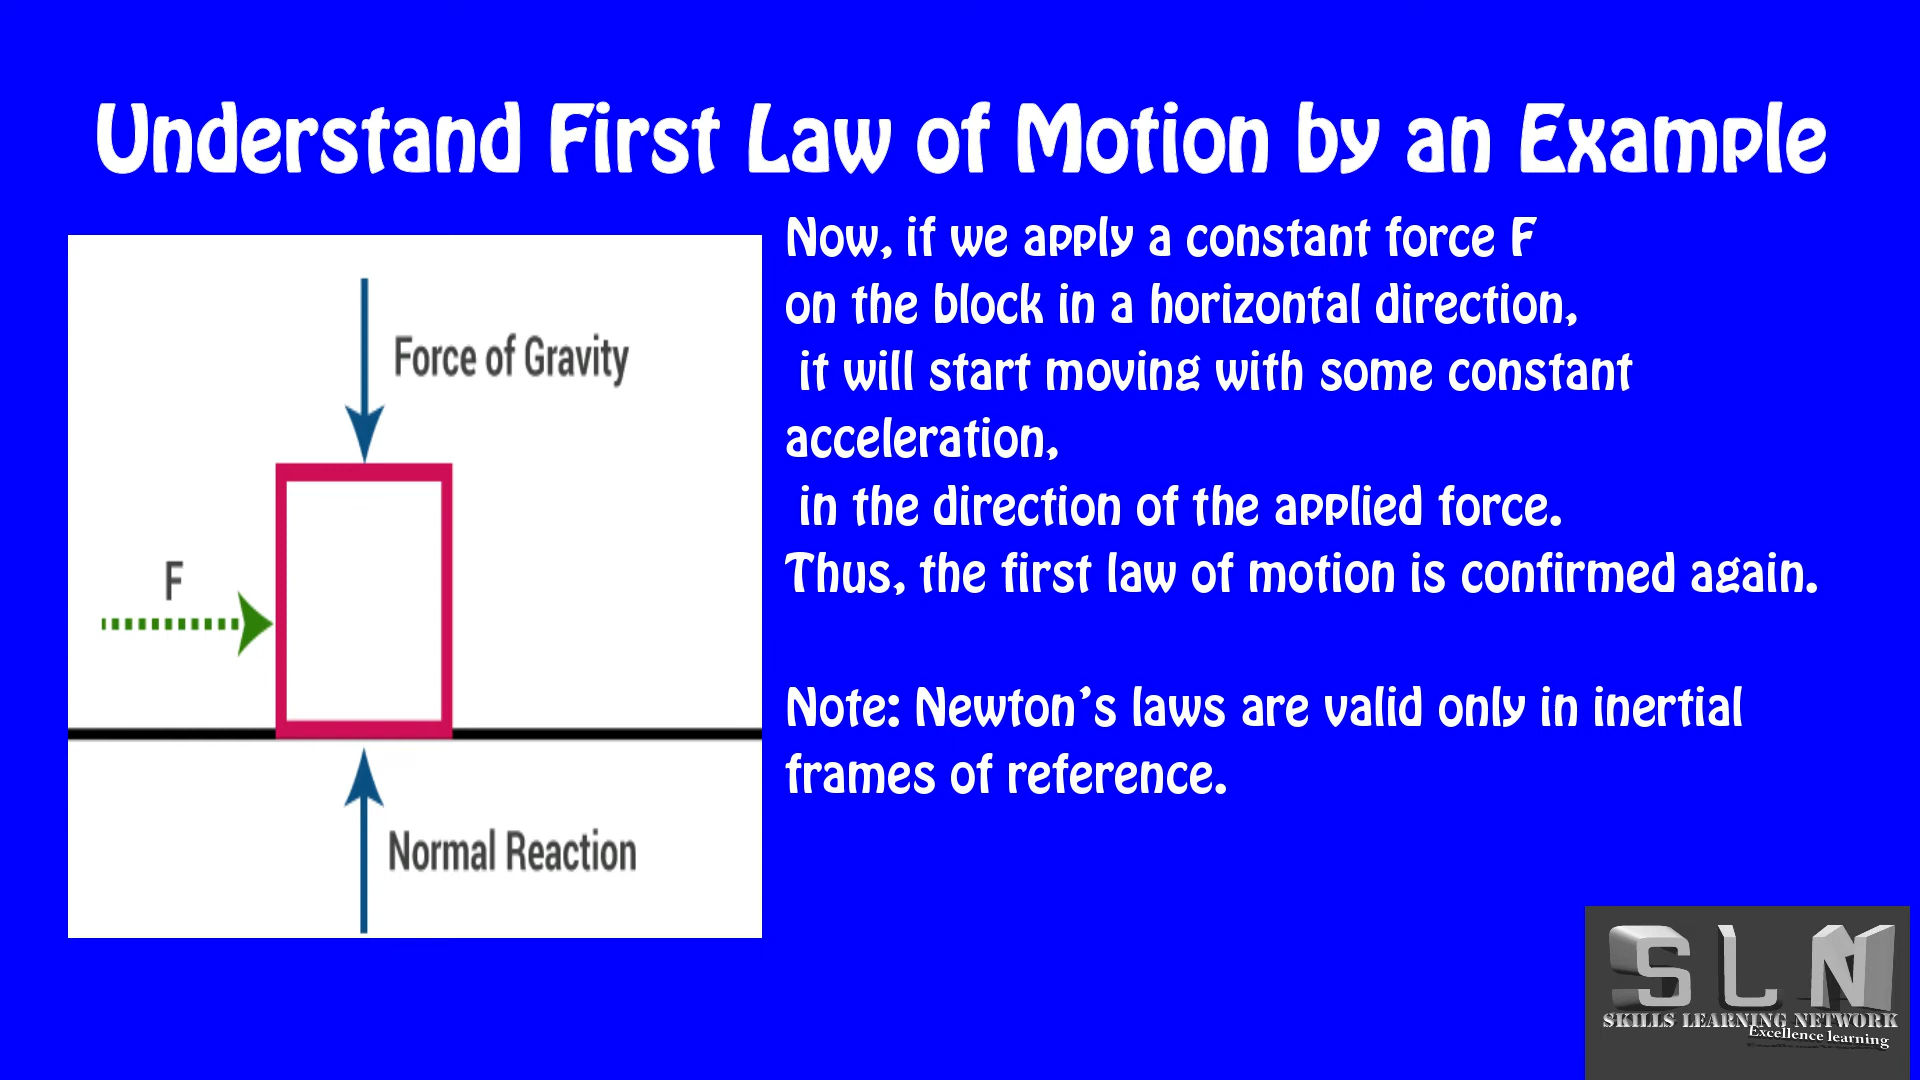 Understand First Law of Motion by an Example
Now, if we apply a constant force F
on the block in a horizontal direction,
it will start moving with some constant
acceleration,
in the direction of the applied force.
Thus, the first law of motion is confirmed again.
Note: Newton's laws are valid only in inertial
frames of reference.
Force of Gravity
F
Normal Reaction
SLN
SKILLS LEARNING NETWORK
Excellence learning